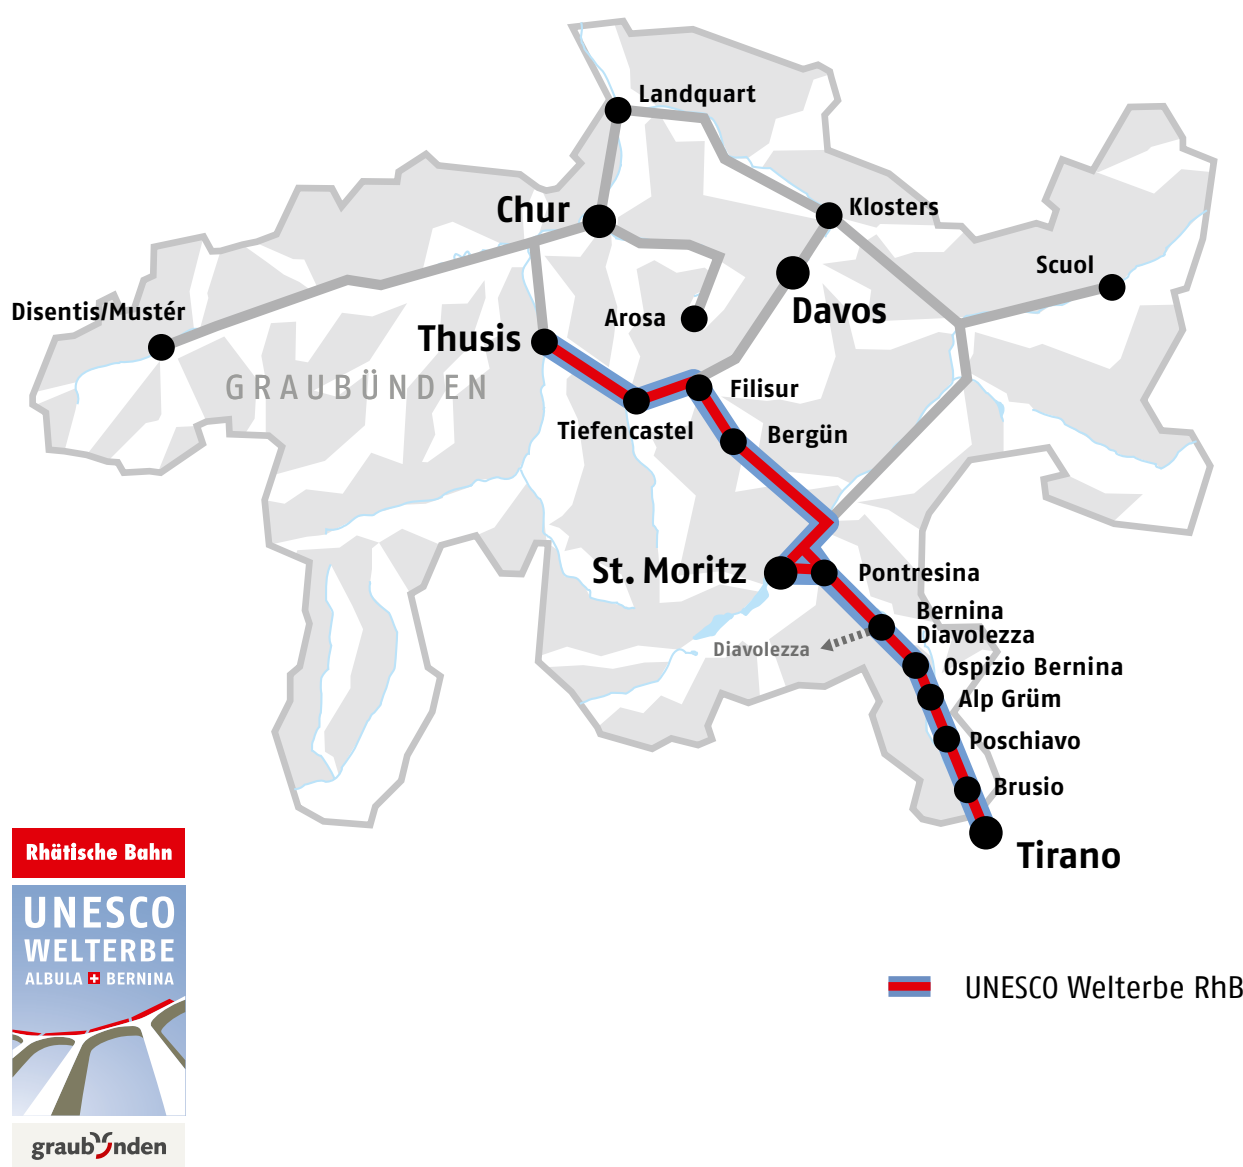 Landquart
Chur
Klosters
Scuol
Disentis/Mustér
Davos
Arosa
Thusis
GRAUBÜNDEN
Filisur
Tiefencastel
Bergün
St. Moritz
Pontresina
Bernina
Diavolezza
Diavolezza
Ospizio Bernina
Alp Grüm
Poschiavo
Brusio
Tirano
Rhätische Bahn
UNESCO
WELTERBE
ALBULA BERNINA
UNESCO Welterbe RhB
graubünden